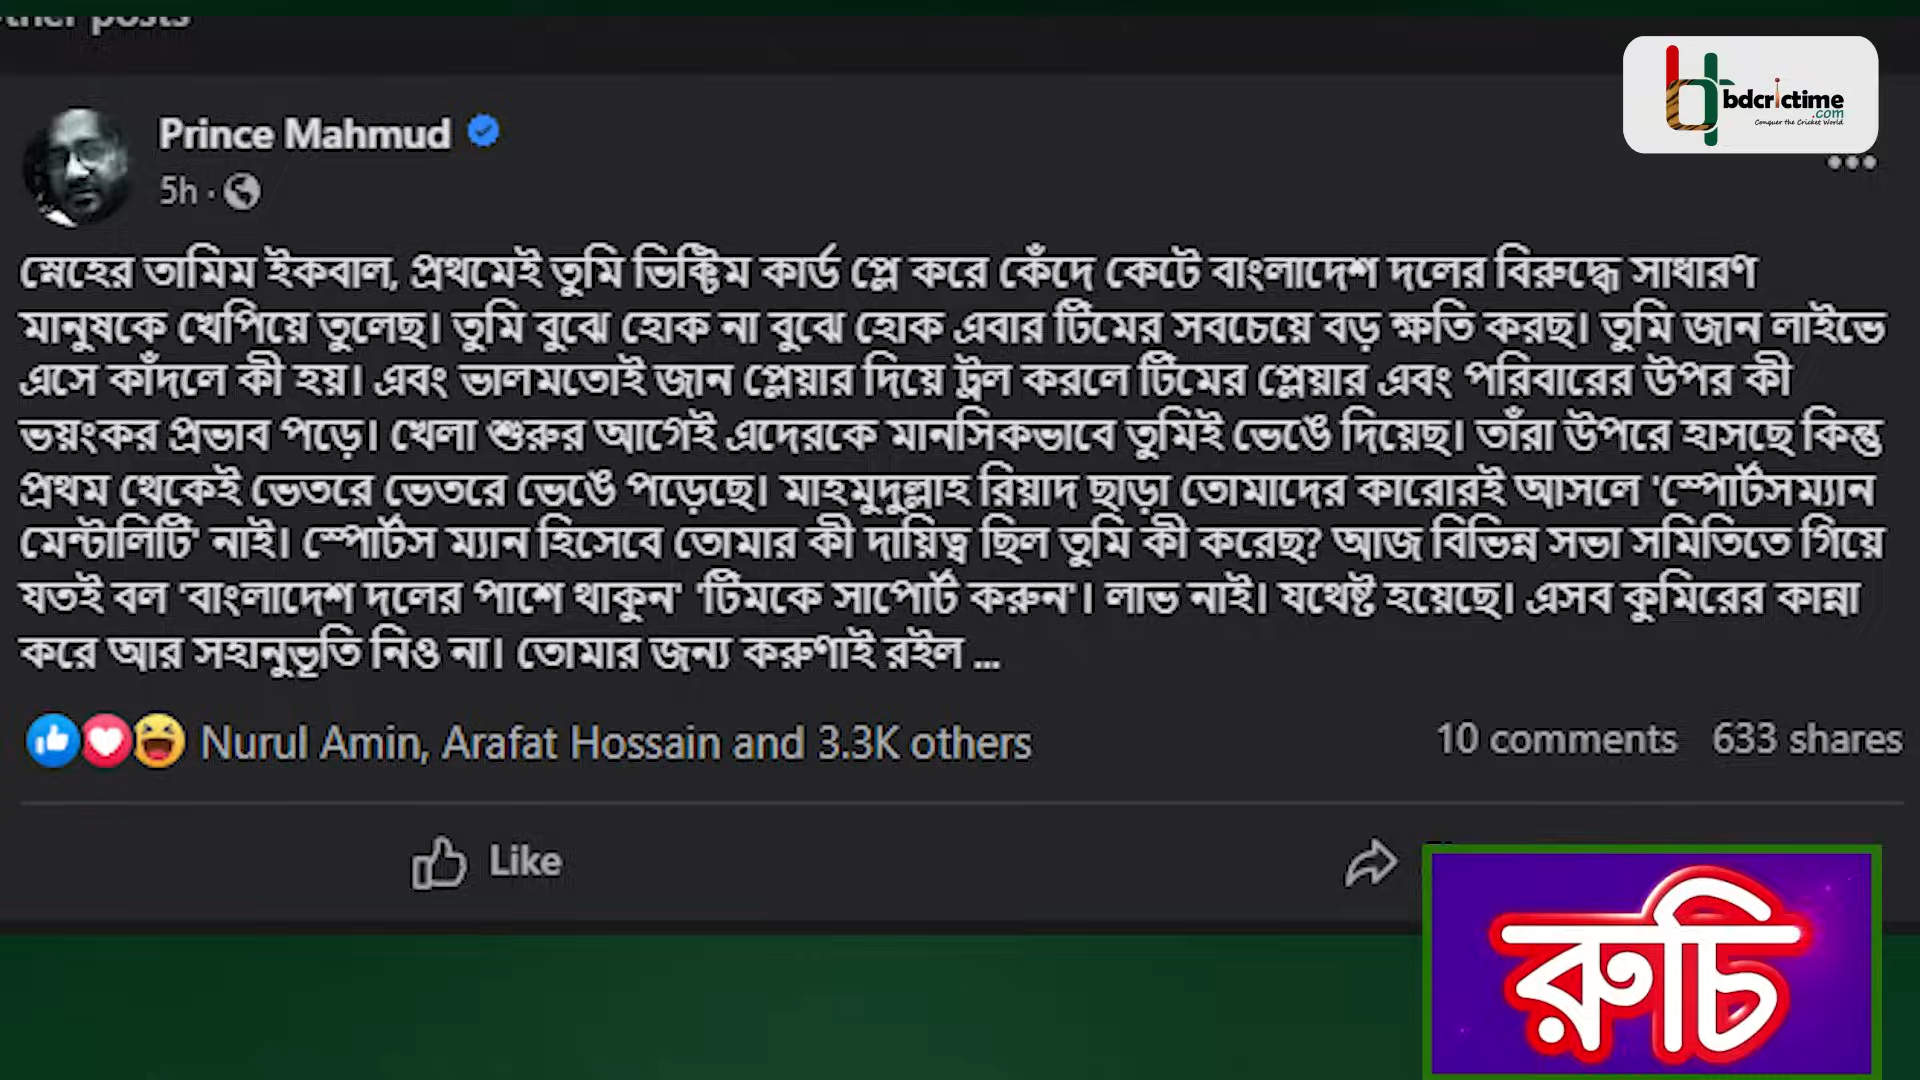 other posts
bdcrictime
.com
Conquer the Cricket World
Prince Mahmud
5h ·
স্নেহের তামিম ইকবাল, প্রথমেই তুমি ভিক্টিম কার্ড প্লে করে কেঁদে কেটে বাংলাদেশ দলের বিরুদ্ধে সাধারণ
মানুষকে খেপিয়ে তুলেছ। তুমি বুঝে হোক না বুঝে হোক এবার টিমের সবচেয়ে বড় ক্ষতি করছ। তুমি জান লাইভে
এসে কাঁদলে কী হয়। এবং ভালমতোই জান প্লেয়ার দিয়ে ট্রল করলে টিমের প্লেয়ার এবং পরিবারের উপর কী
ভয়ংকর প্রভাব পড়ে। খেলা শুরুর আগেই এদেরকে মানসিকভাবে তুমিই ভেঙে দিয়েছ। তাঁরা উপরে হাসছে কিন্তু
প্রথম থেকেই ভেতরে ভেতরে ভেঙে পড়েছে। মাহমুদুল্লাহ রিয়াদ ছাড়া তোমাদের কারোরই আসলে 'স্পোর্টসম্যান
মেন্টালিটি' নাই। স্পোর্টস ম্যান হিসেবে তোমার কী দায়িত্ব ছিল তুমি কী করেছ? আজ বিভিন্ন সভা সমিতিতে গিয়ে
যতই বল 'বাংলাদেশ দলের পাশে থাকুন' 'টিমকে সাপোর্ট করুন'। লাভ নাই। যথেষ্ট হয়েছে। এসব কুমিরের কান্না
করে আর সহানুভূতি নিও না। তোমার জন্য করুণাই রইল ...
Nurul Amin, Arafat Hossain and 3.3K others
10 comments 633 shares
Like
রুচি